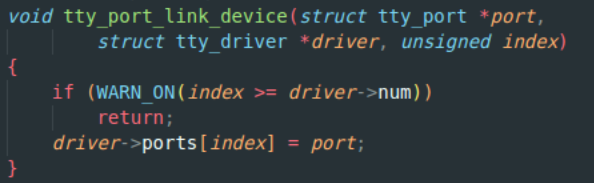 void tty_port_link_device(struct tty_port *port,
        struct tty_driver *driver, unsigned index)
{
    if (WARN_ON(index >= driver->num))
        return;
    driver->ports[index] = port;
}